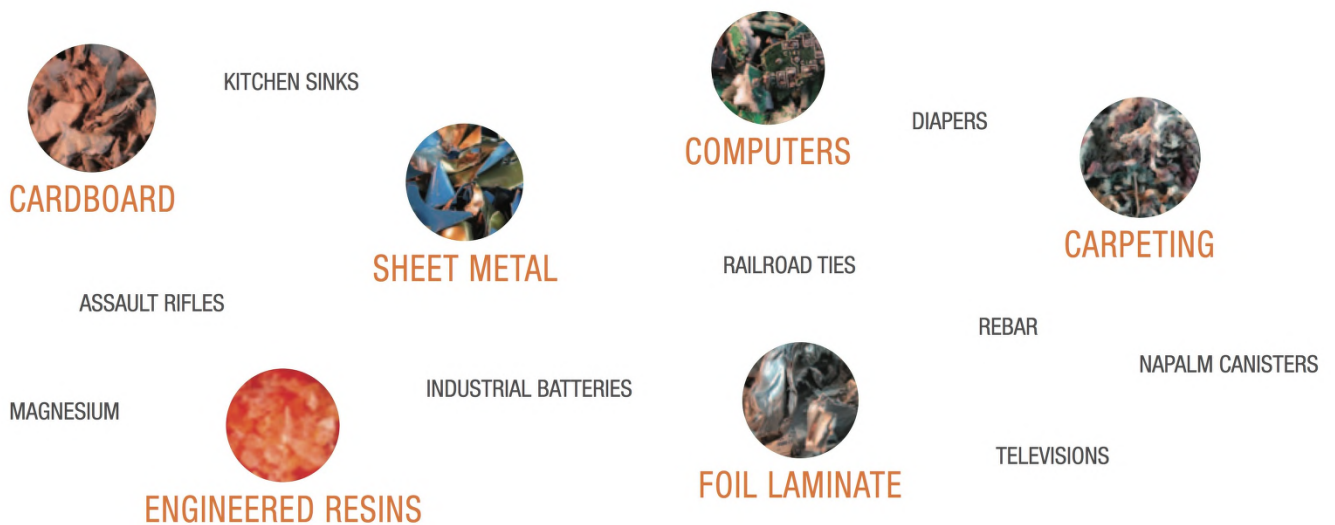 KITCHEN SINKS
CARDBOARD
SHEET METAL
COMPUTERS
DIAPERS
CARPETING
ASSAULT RIFLES
RAILROAD TIES
REBAR
NAPALM CANISTERS
MAGNESIUM
INDUSTRIAL BATTERIES
ENGINEERED RESINS
FOIL LAMINATE
TELEVISIONS